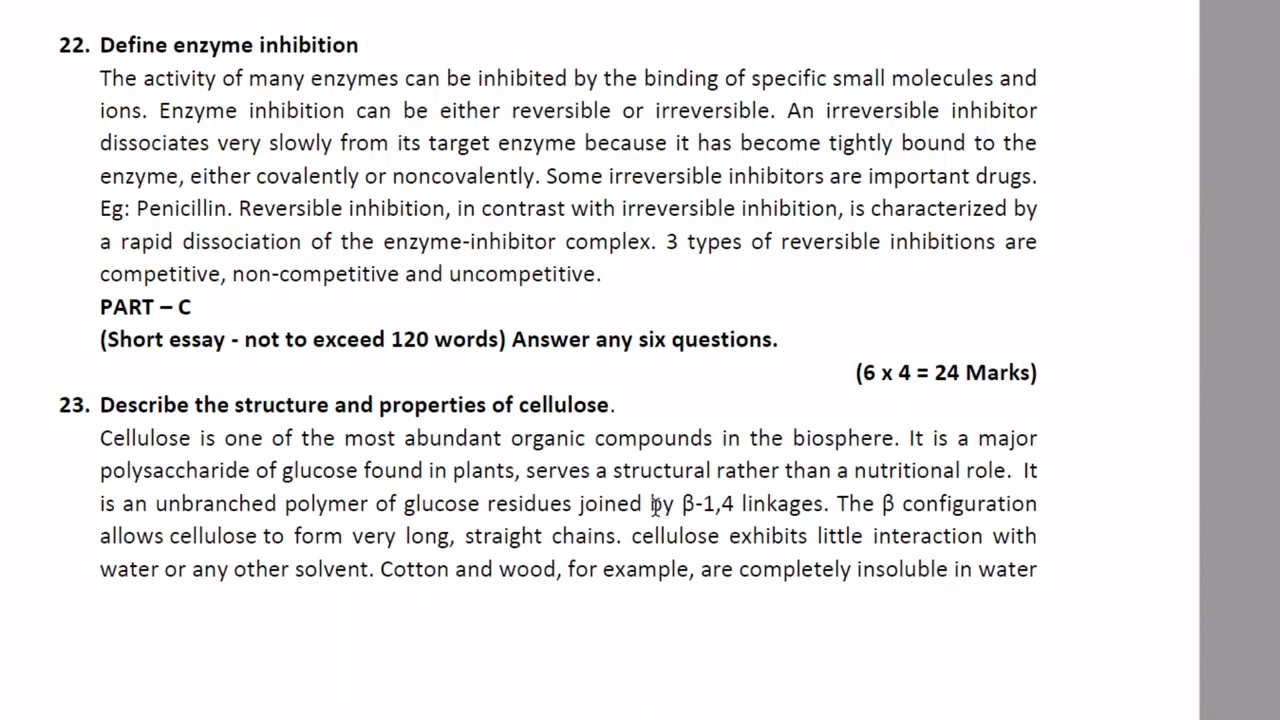 22. Define enzyme inhibition
The activity of many enzymes can be inhibited by the binding of specific small molecules and
ions. Enzyme inhibition can be either reversible or irreversible. An irreversible inhibitor
dissociates very slowly from its target enzyme because it has become tightly bound to the
enzyme, either covalently or noncovalently. Some irreversible inhibitors are important drugs.
Eg: Penicillin. Reversible inhibition, in contrast with irreversible inhibition, is characterized by
a rapid dissociation of the enzyme-inhibitor complex. 3 types of reversible inhibitions are
competitive, non-competitive and uncompetitive.
PART – C
(Short essay - not to exceed 120 words) Answer any six questions.
(6 x 4 = 24 Marks)
23. Describe the structure and properties of cellulose.
Cellulose is one of the most abundant organic compounds in the biosphere. It is a major
polysaccharide of glucose found in plants, serves a structural rather than a nutritional role. It
is an unbranched polymer of glucose residues joined by β-1,4 linkages. The β configuration
allows cellulose to form very long, straight chains. cellulose exhibits little interaction with
water or any other solvent. Cotton and wood, for example, are completely insoluble in water